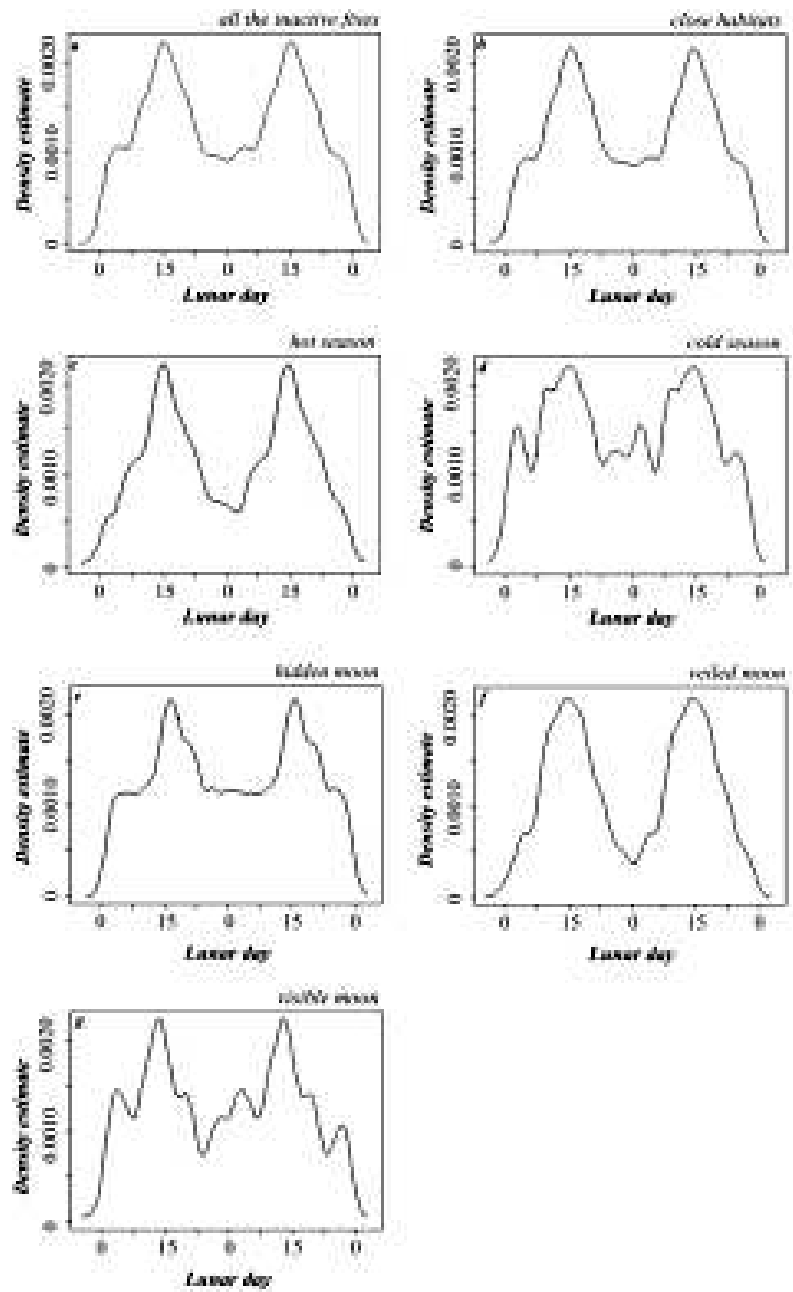 all the inactive foxes
a
Density estimate
0 0.0010 0.0020
0 15 0 15 0
Lunar day
close habitats
b
Density estimate
0 0.0010 0.0020
0 15 0 15 0
Lunar day
hot season
c
Density estimate
0 0.0010 0.0020
0 15 0 15 0
Lunar day
cold season
d
Density estimate
0 0.0010 0.0020
0 15 0 15 0
Lunar day
hidden moon
e
Density estimate
0 0.0010 0.0020
0 15 0 15 0
Lunar day
veiled moon
f
Density estimate
0 0.0010 0.0020
0 15 0 15 0
Lunar day
visible moon
g
Density estimate
0 0.0010 0.0020
0 15 0 15 0
Lunar day